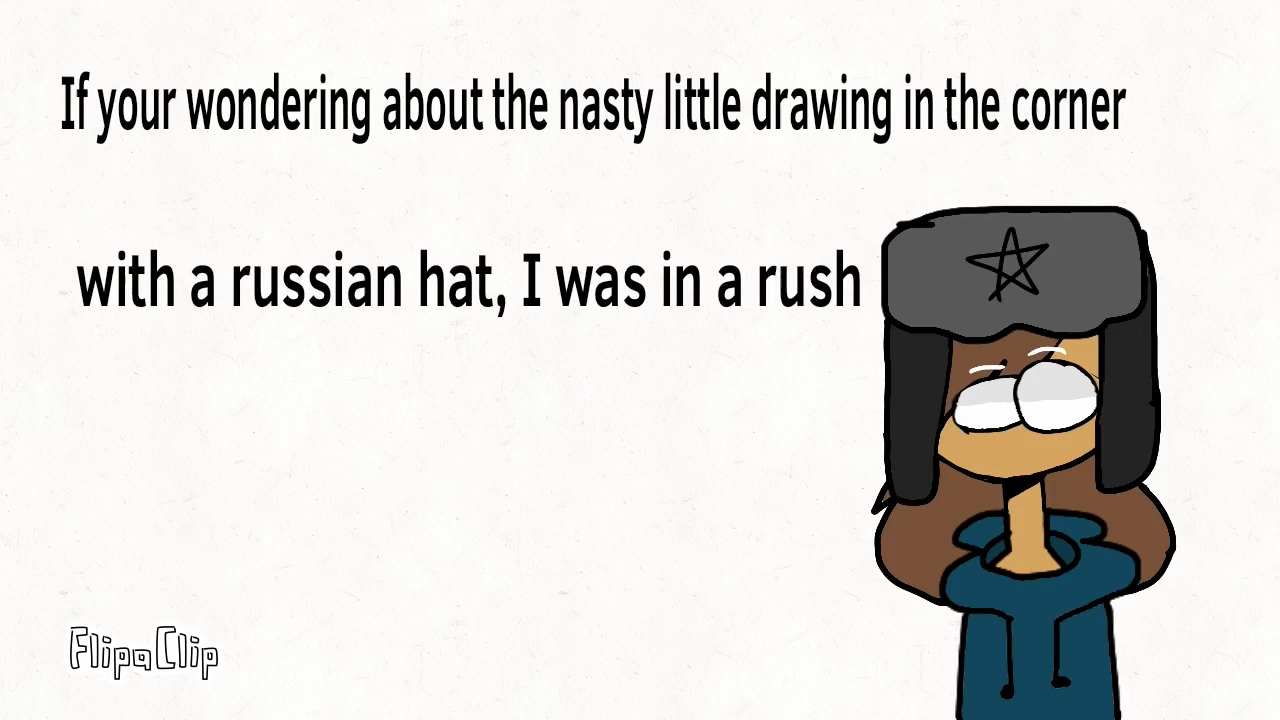 If your wondering about the nasty little drawing in the corner
with a russian hat, I was in a rush
FlipaClip